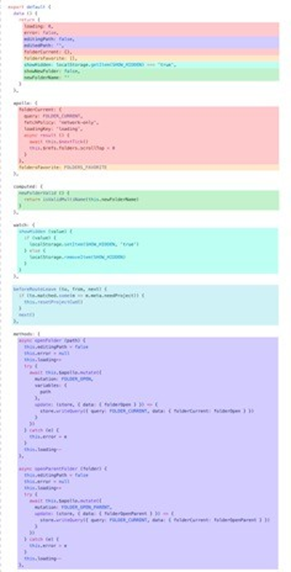 export default {
data () {
return {
loading: 0,
error: false,
editingPath: false,
editedPath: '',
folderCurrent: {},
foldersFavorite: [],
showHidden: localStorage.getItem(SHOW_HIDDEN) === 'true',
showNewFolder: false,
newFolderName: ''
}
},
apollo: {
folderCurrent: {
query: FOLDER_CURRENT,
fetchPolicy: 'network-only',
loadingKey: 'loading',
async result () {
await this.$nextTick()
this.$refs.folders.scrollTop = 0
}
},
foldersFavorite: FOLDERS_FAVORITE
},
computed: {
newFolderValid () {
return isValidMultiName(this.newFolderName)
}
},
watch: {
showHidden (value) {
if (value) {
localStorage.setItem(SHOW_HIDDEN, 'true')
} else {
localStorage.removeItem(SHOW_HIDDEN)
}
}
},
beforeRouteLeave (to, from, next) {
if (to.matched.some(m => m.meta.needProject)) {
this.resetProjectCwd()
}
next()
},
methods: {
async openFolder (path) {
this.editingPath = false
this.error = null
this.loading++
try {
await this.$apollo.mutate({
mutation: FOLDER_OPEN,
variables: {
path
},
update: (store, { data: { folderOpen } }) => {
store.writeQuery({ query: FOLDER_CURRENT, data: { folderCurrent: folderOpen } })
}
})
} catch (e) {
this.error = e
}
this.loading--
},
async openParentFolder (folder) {
this.editingPath = false
this.error = null
this.loading++
try {
await this.$apollo.mutate({
mutation: FOLDER_OPEN_PARENT,
update: (store, { data: { folderOpenParent } }) => {
store.writeQuery({ query: FOLDER_CURRENT, data: { folderCurrent: folderOpenParent } })
}
})
} catch (e) {
this.error = e
}
this.loading--
},